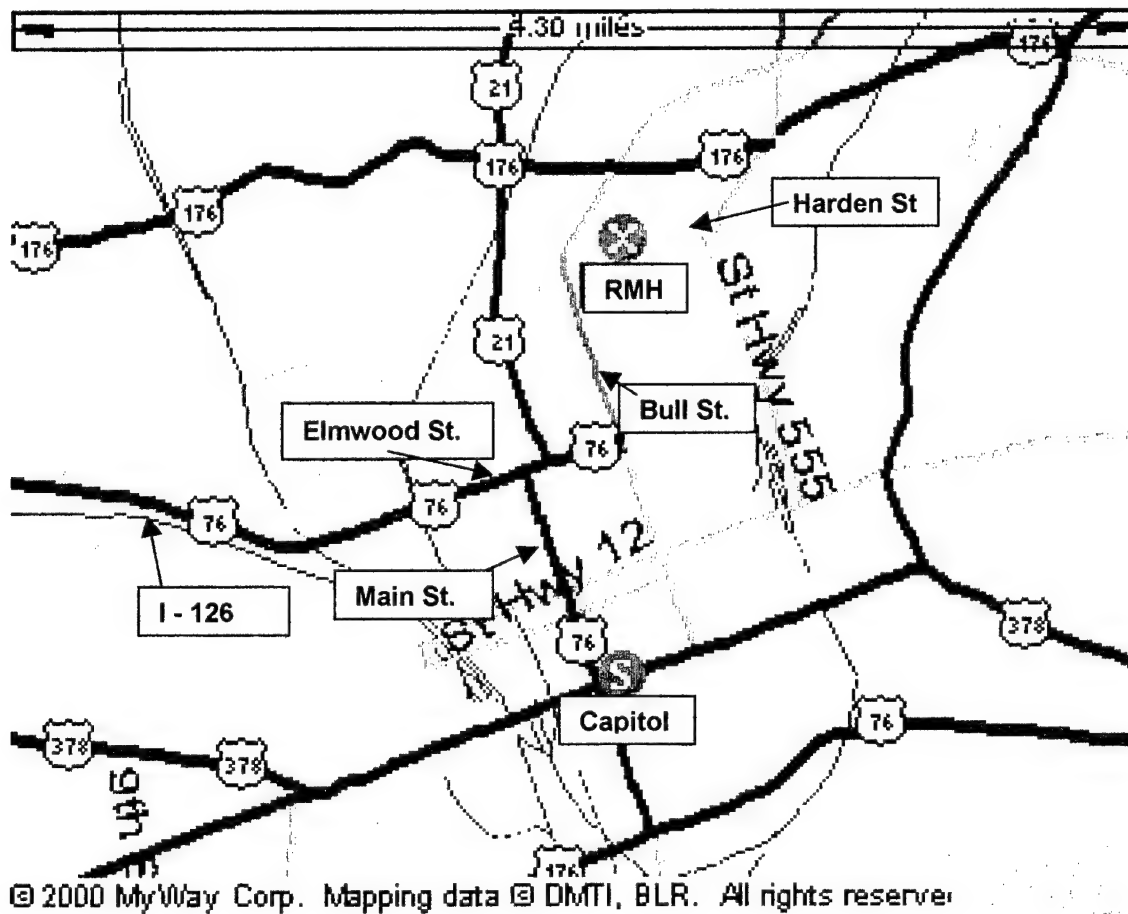 4.30 miles
176
21
176
176
176
176
Harden St
RMH
St Hwy 555
21
Bull St.
Elmwood St.
76
76
76
St Hwy 12
Main St.
I - 126
76
378
S
Capitol
76
378
378
9th
176
© 2000 MyWay Corp. Mapping data © DMTI, BLR. All rights reserve